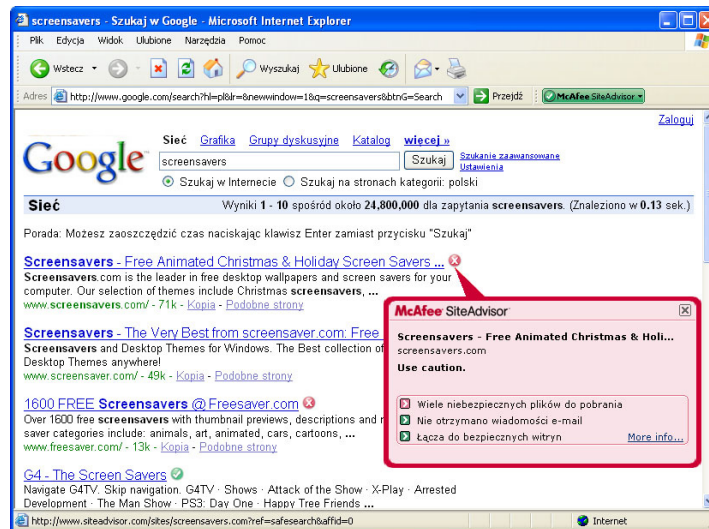 screensavers - Szukaj w Google - Microsoft Internet Explorer
Plik Edycja Widok Ulubione Narzędzia Pomoc
Wstecz Wyszukaj Ulubione
Adres http://www.google.com/search?hl=pl&lr=&newwindow=1&q=screensavers&btnG=Search Przejdź McAfee SiteAdvisor
Zaloguj
Google
Sieć Grafika Grupy dyskusyjne Katalog więcej »
screensavers Szukaj Szukanie zaawansowane
Ustawienia
Szukaj w Internecie Szukaj na stronach kategorii: polski
Sieć Wyniki 1 - 10 spośród około 24,800,000 dla zapytania screensavers. (Znaleziono w 0.13 sek.)
Porada: Możesz zaoszczędzić czas naciskając klawisz Enter zamiast przycisku "Szukaj"
Screensavers - Free Animated Christmas & Holiday Screen Savers ...
Screensavers.com is the leader in free desktop wallpapers and screen savers for your
computer. Our selection of themes include Christmas screensavers, ...
www.screensavers.com/ - 71k - Kopia - Podobne strony
Screensavers - The Very Best from screensaver.com: Free
Screensavers and Desktop Themes for Windows. The Best collection of
Desktop Themes anywhere!
www.screensaver.com/ - 49k - Kopia - Podobne strony
1600 FREE Screensavers @ Freesaver.com
Over 1600 free screensavers with thumbnail previews, descriptions and
saver categories include: animals, art, animated, cars, cartoons, ...
www.freesaver.com/ - 13k - Kopia - Podobne strony
G4 - The Screen Savers
Navigate G4TV. Skip navigation. G4TV · Shows · Attack of the Show · X-Play · Arrested
Development · The Man Show · PS3: Day One · Happy Tree Friends ...
McAfee SiteAdvisor
Screensavers - Free Animated Christmas & Holi...
screensavers.com
Use caution.
Wiele niebezpiecznych plików do pobrania
Nie otrzymano wiadomości e-mail
Łącza do bezpiecznych witryn More info...
http://www.siteadvisor.com/sites/screensavers.com?ref=safesearch&affid=0 Internet